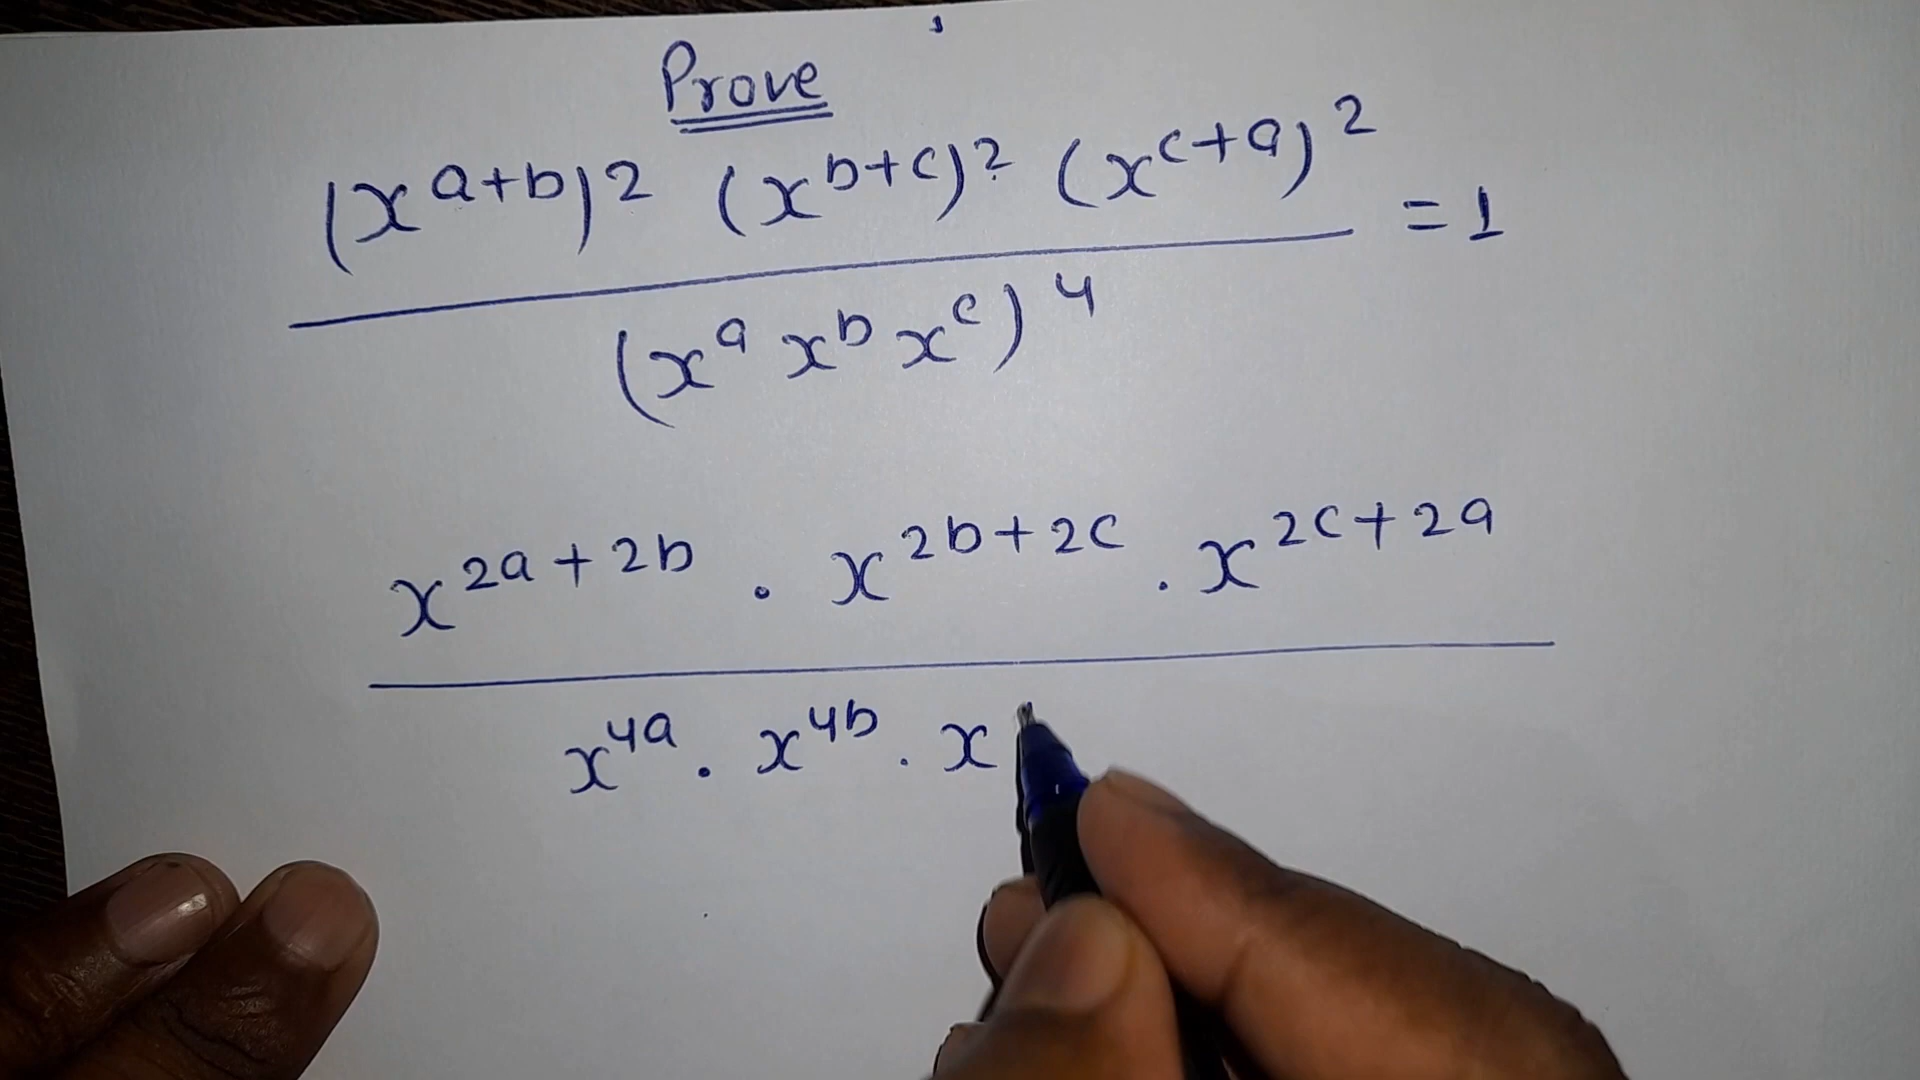 Prove
(x^{a+b})^2 (x^{b+c})^2 (x^{c+a})^2 = 1
(x^a x^b x^c)^4
x^{2a+2b} . x^{2b+2c} . x^{2c+2a}
x^{4a} . x^{4b} . x